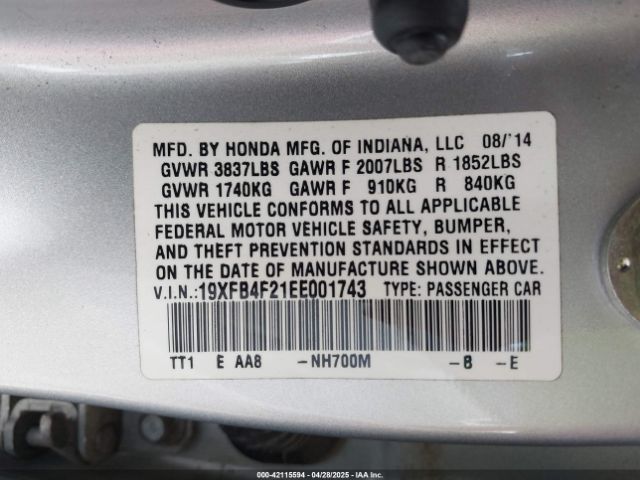 MFD. BY HONDA MFG. OF INDIANA, LLC 08/'14
GVWR 3837LBS GAWR F 2007LBS R 1852LBS
GVWR 1740KG GAWR F 910KG R 840KG
THIS VEHICLE CONFORMS TO ALL APPLICABLE
FEDERAL MOTOR VEHICLE SAFETY, BUMPER,
AND THEFT PREVENTION STANDARDS IN EFFECT
ON THE DATE OF MANUFACTURE SHOWN ABOVE.
V.I.N.:19XFB4F21EE001743 TYPE: PASSENGER CAR
TT1 E AA8 -NH700M -B -E
000-42115594 | 04/28/2025 | IAA Inc.